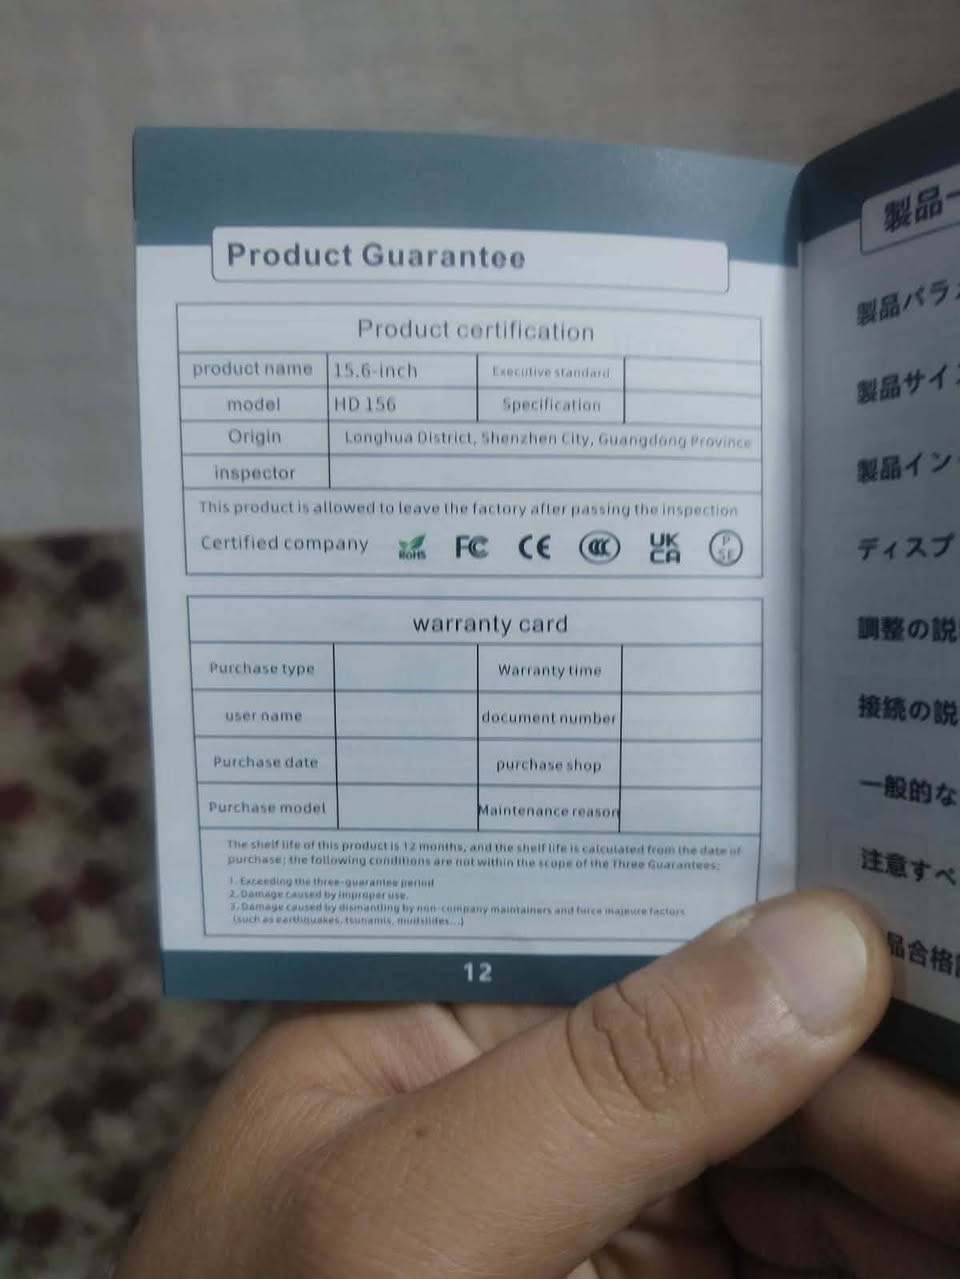 Product Guarantee
Product certification
product name 15.6-inch Executive standard
model HD 156 Specification
Origin Longhua District, Shenzhen City, Guangdong Province
inspector
This product is allowed to leave the factory after passing the inspection
Certified company RoHS FC CE CCC UK CA PSE
warranty card
Purchase type Warranty time
user name document number
Purchase date purchase shop
Purchase model Maintenance reason
The shelf life of this product is 12 months, and the shelf life is calculated from the date of
purchase; the following conditions are not within the scope of the Three Guarantees:
1. Exceeding the three-guarantee period
2. Damage caused by improper use.
3. Damage caused by dismantling by non-company maintainers and force majeure factors
(such as earthquakes, tsunamis, mudslides...)
12
製品一
製品パラ
製品サイ
製品イン
ディスプ
調整の説
接続の説
一般的な
注意すべ
品合格